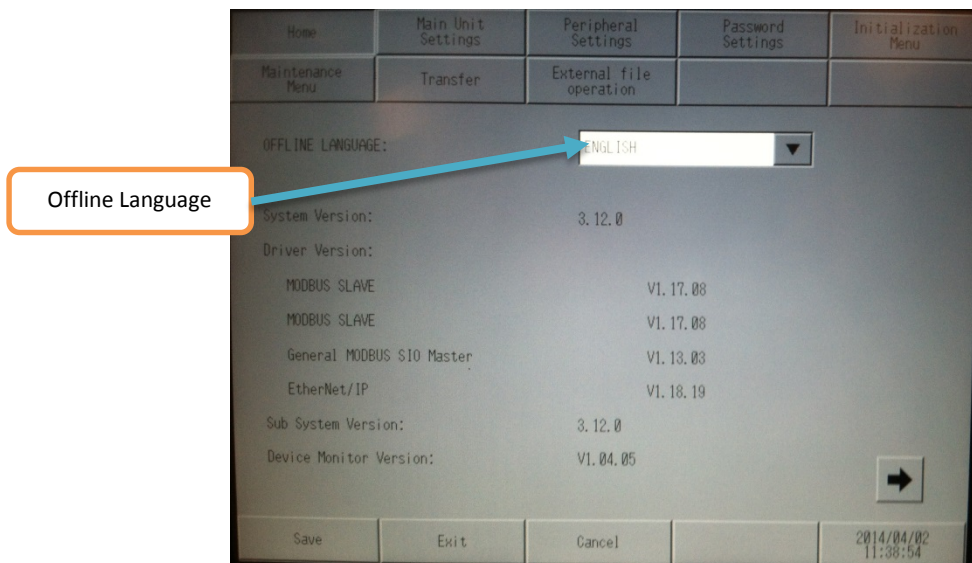 Home
Main Unit
Settings
Peripheral
Settings
Password
Settings
Initialization
Menu
Maintenance
Menu
Transfer
External file
operation
OFFLINE LANGUAGE:
ENGLISH
Offline Language
System Version:
3.12.0
Driver Version:
MODBUS SLAVE
V1.17.08
MODBUS SLAVE
V1.17.08
General MODBUS SIO Master
V1.13.03
EtherNet/IP
V1.18.19
Sub System Version:
3.12.0
Device Monitor Version:
V1.04.05
Save
Exit
Cancel
2014/04/02
11:38:54